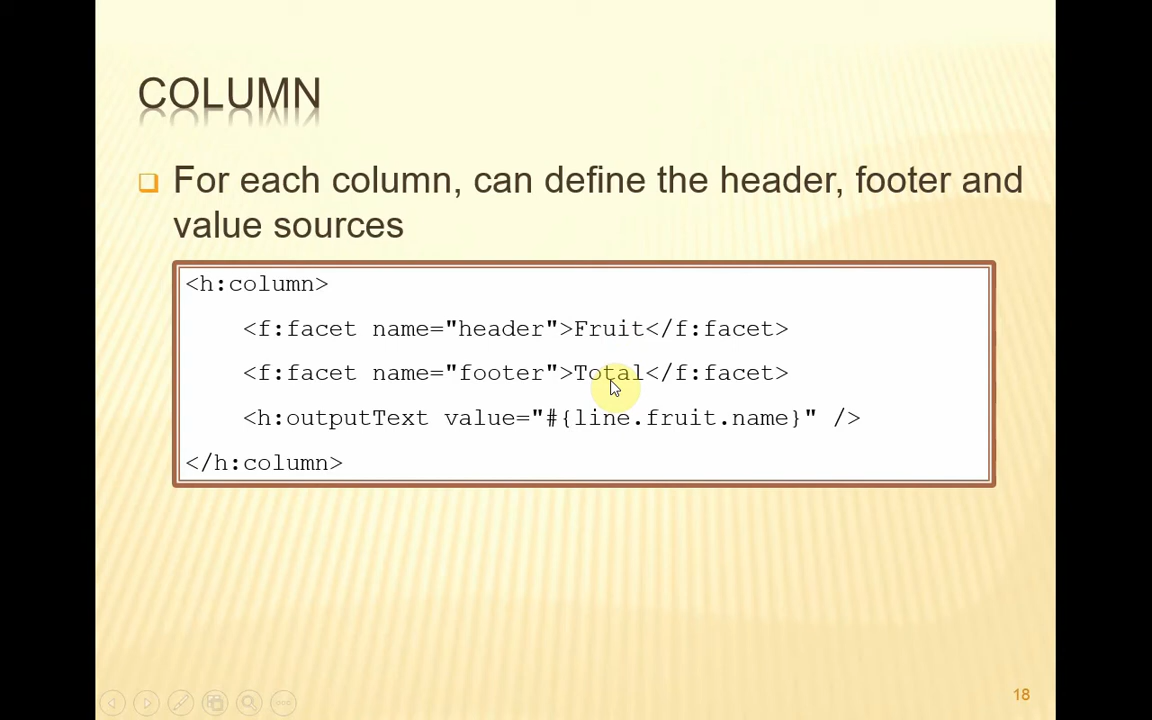 COLUMN
For each column, can define the header, footer and
value sources
<h:column>
    <f:facet name="header">Fruit</f:facet>
    <f:facet name="footer">Total</f:facet>
    <h:outputText value="#{line.fruit.name}" />
</h:column>
18